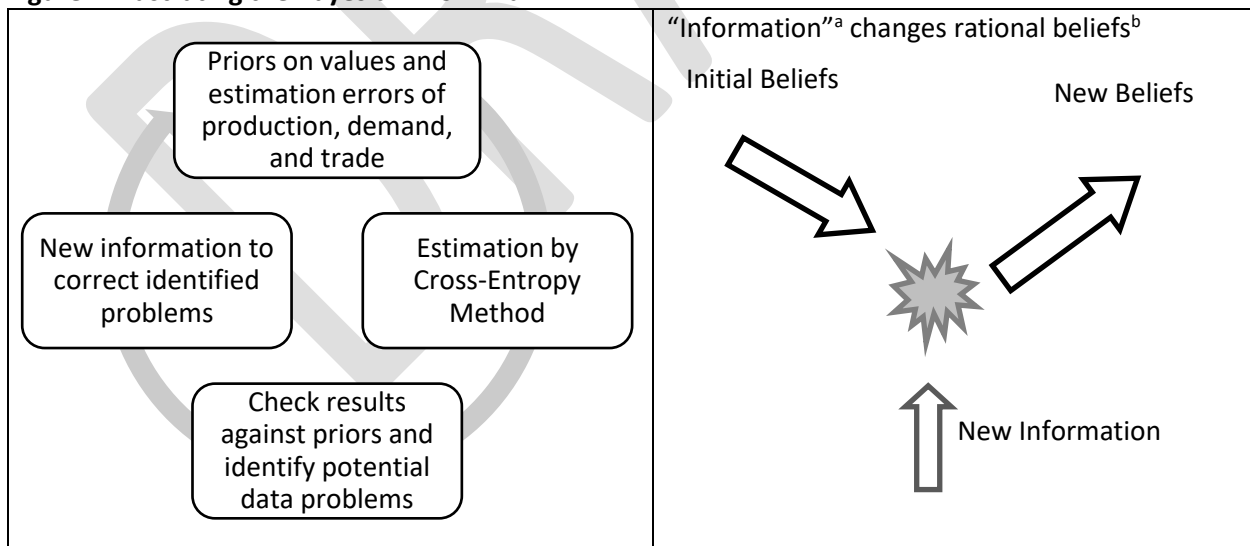 Priors on values and
estimation errors of
production, demand,
and trade
New information to
correct identified
problems
Estimation by
Cross-Entropy
Method
Check results
against priors and
identify potential
data problems
“Information”ᵃ changes rational beliefsᵇ
Initial Beliefs
New Beliefs
New Information